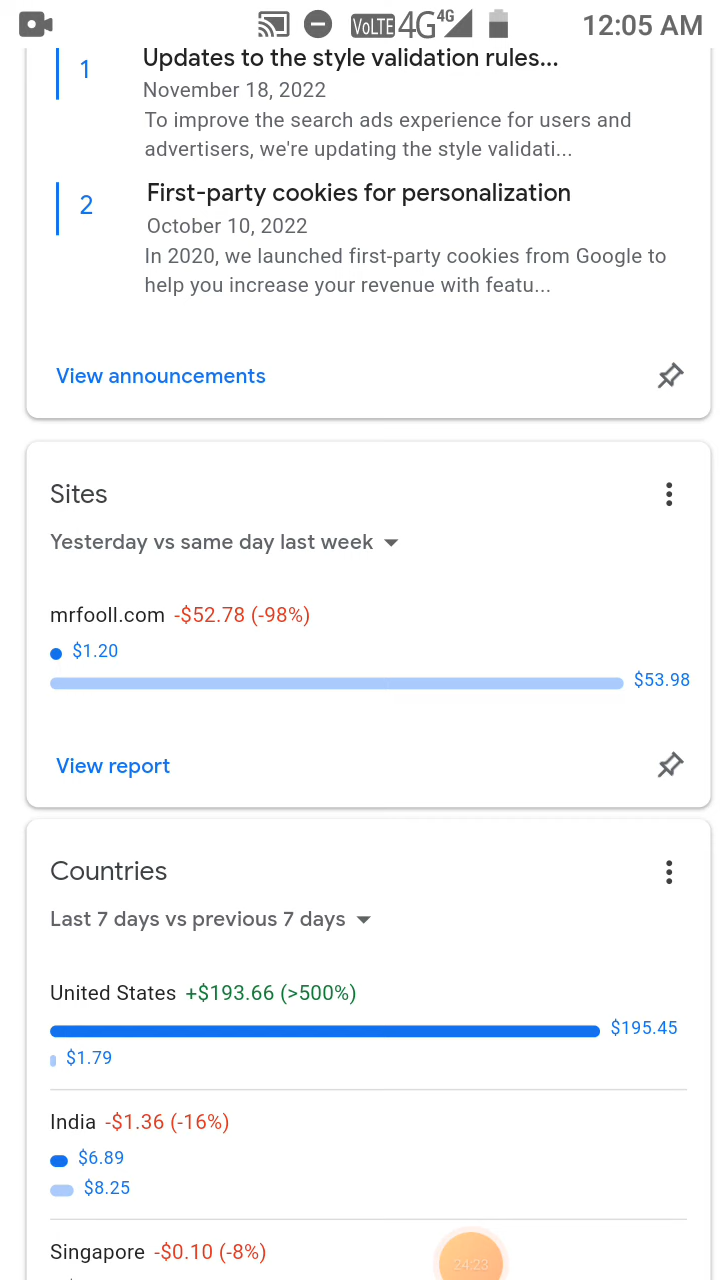 VoLTE 4G 4G 12:05 AM
1 Updates to the style validation rules...
November 18, 2022
To improve the search ads experience for users and
advertisers, we're updating the style validati...
2 First-party cookies for personalization
October 10, 2022
In 2020, we launched first-party cookies from Google to
help you increase your revenue with featu...
View announcements
Sites
Yesterday vs same day last week
mrfooll.com -$52.78 (-98%)
$1.20
$53.98
View report
Countries
Last 7 days vs previous 7 days
United States +$193.66 (>500%)
$195.45
$1.79
India -$1.36 (-16%)
$6.89
$8.25
Singapore -$0.10 (-8%)
24:23